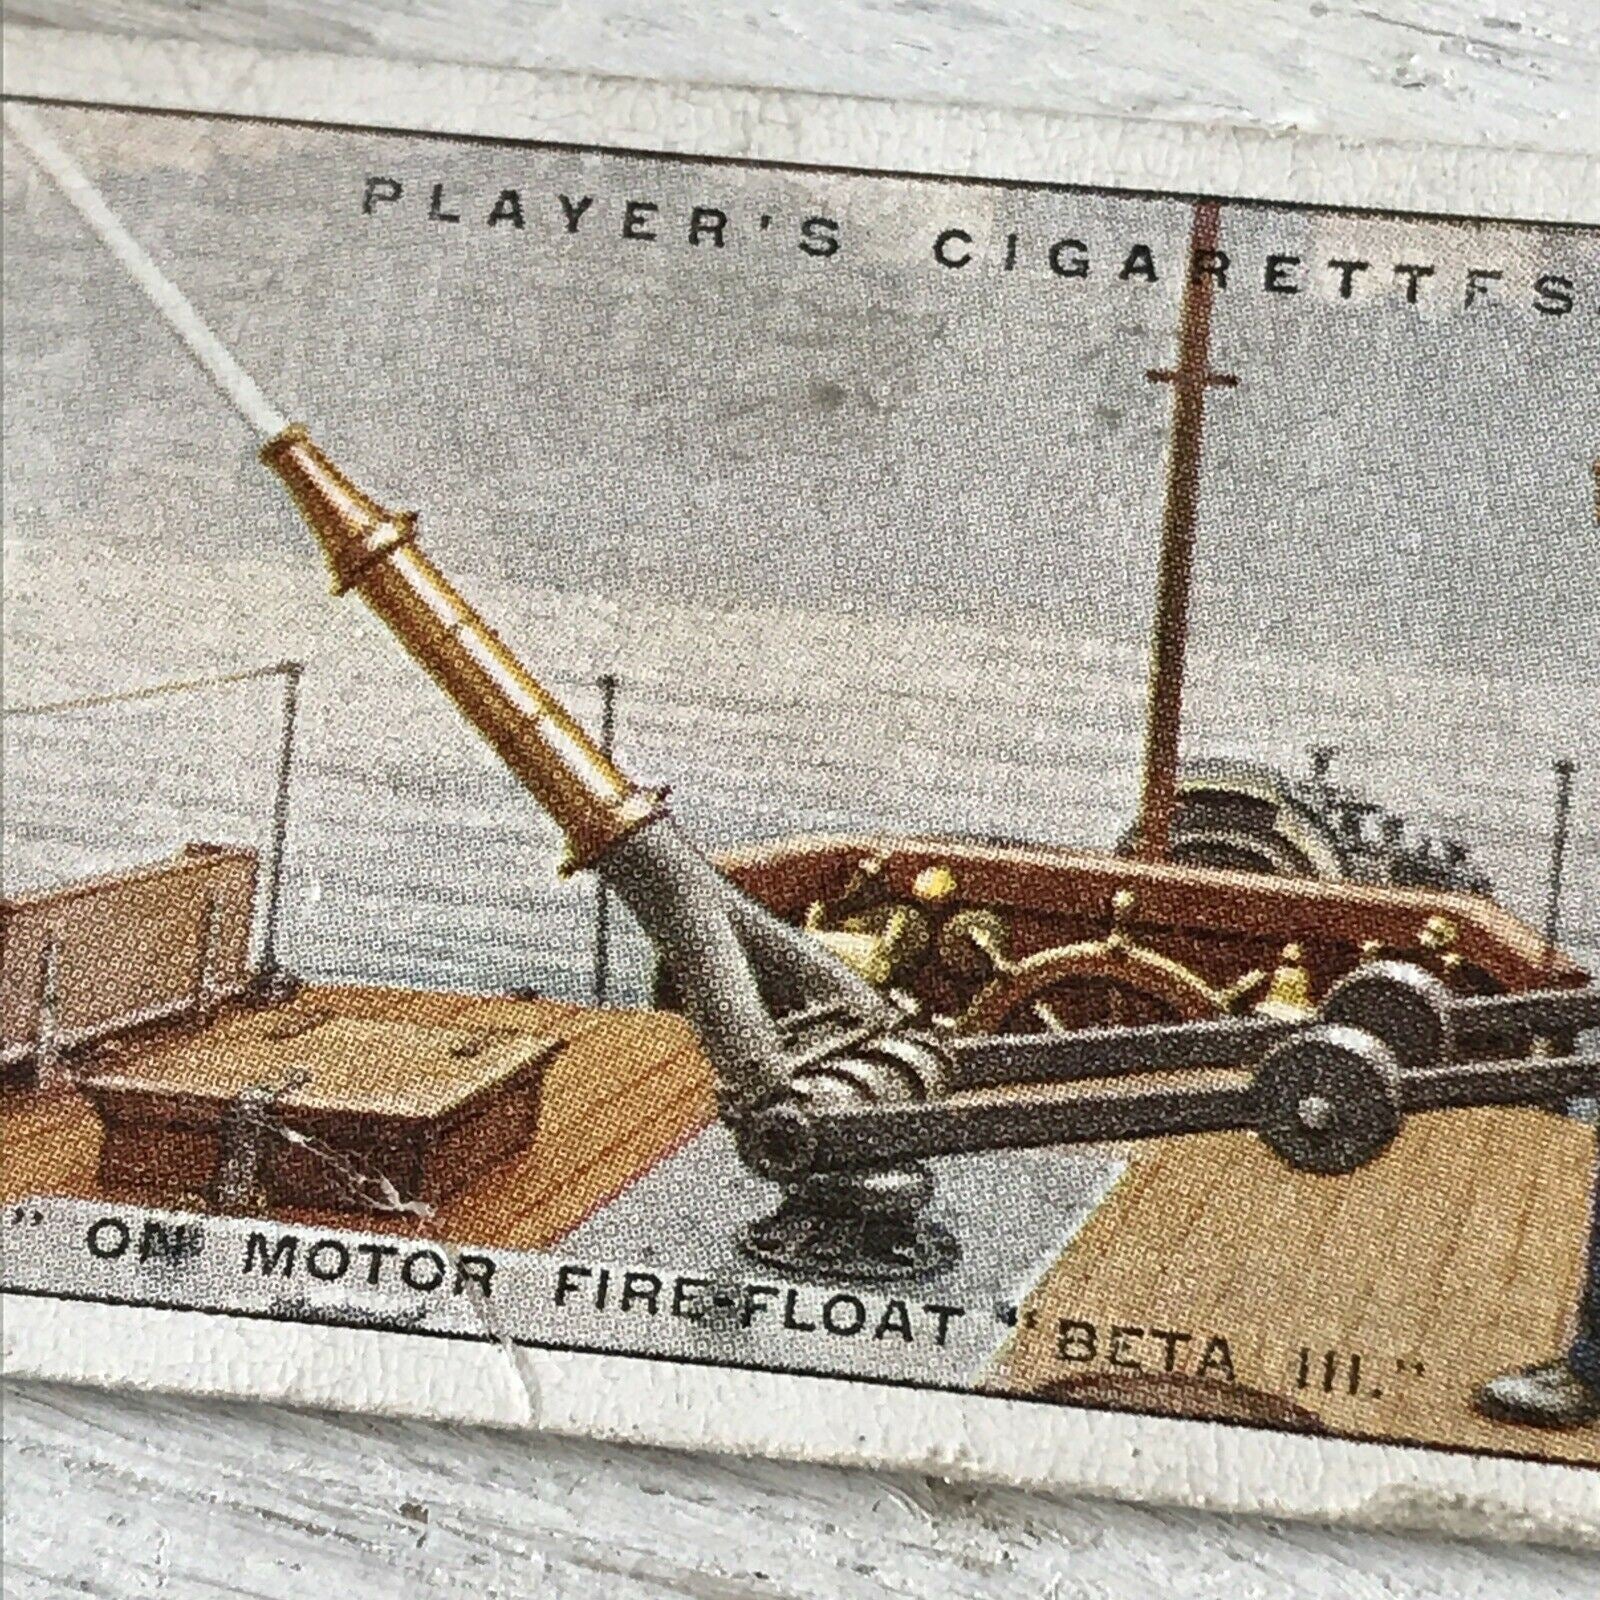 PLAYER'S CIGARETTES
" ON MOTOR FIRE-FLOAT "BETA III."